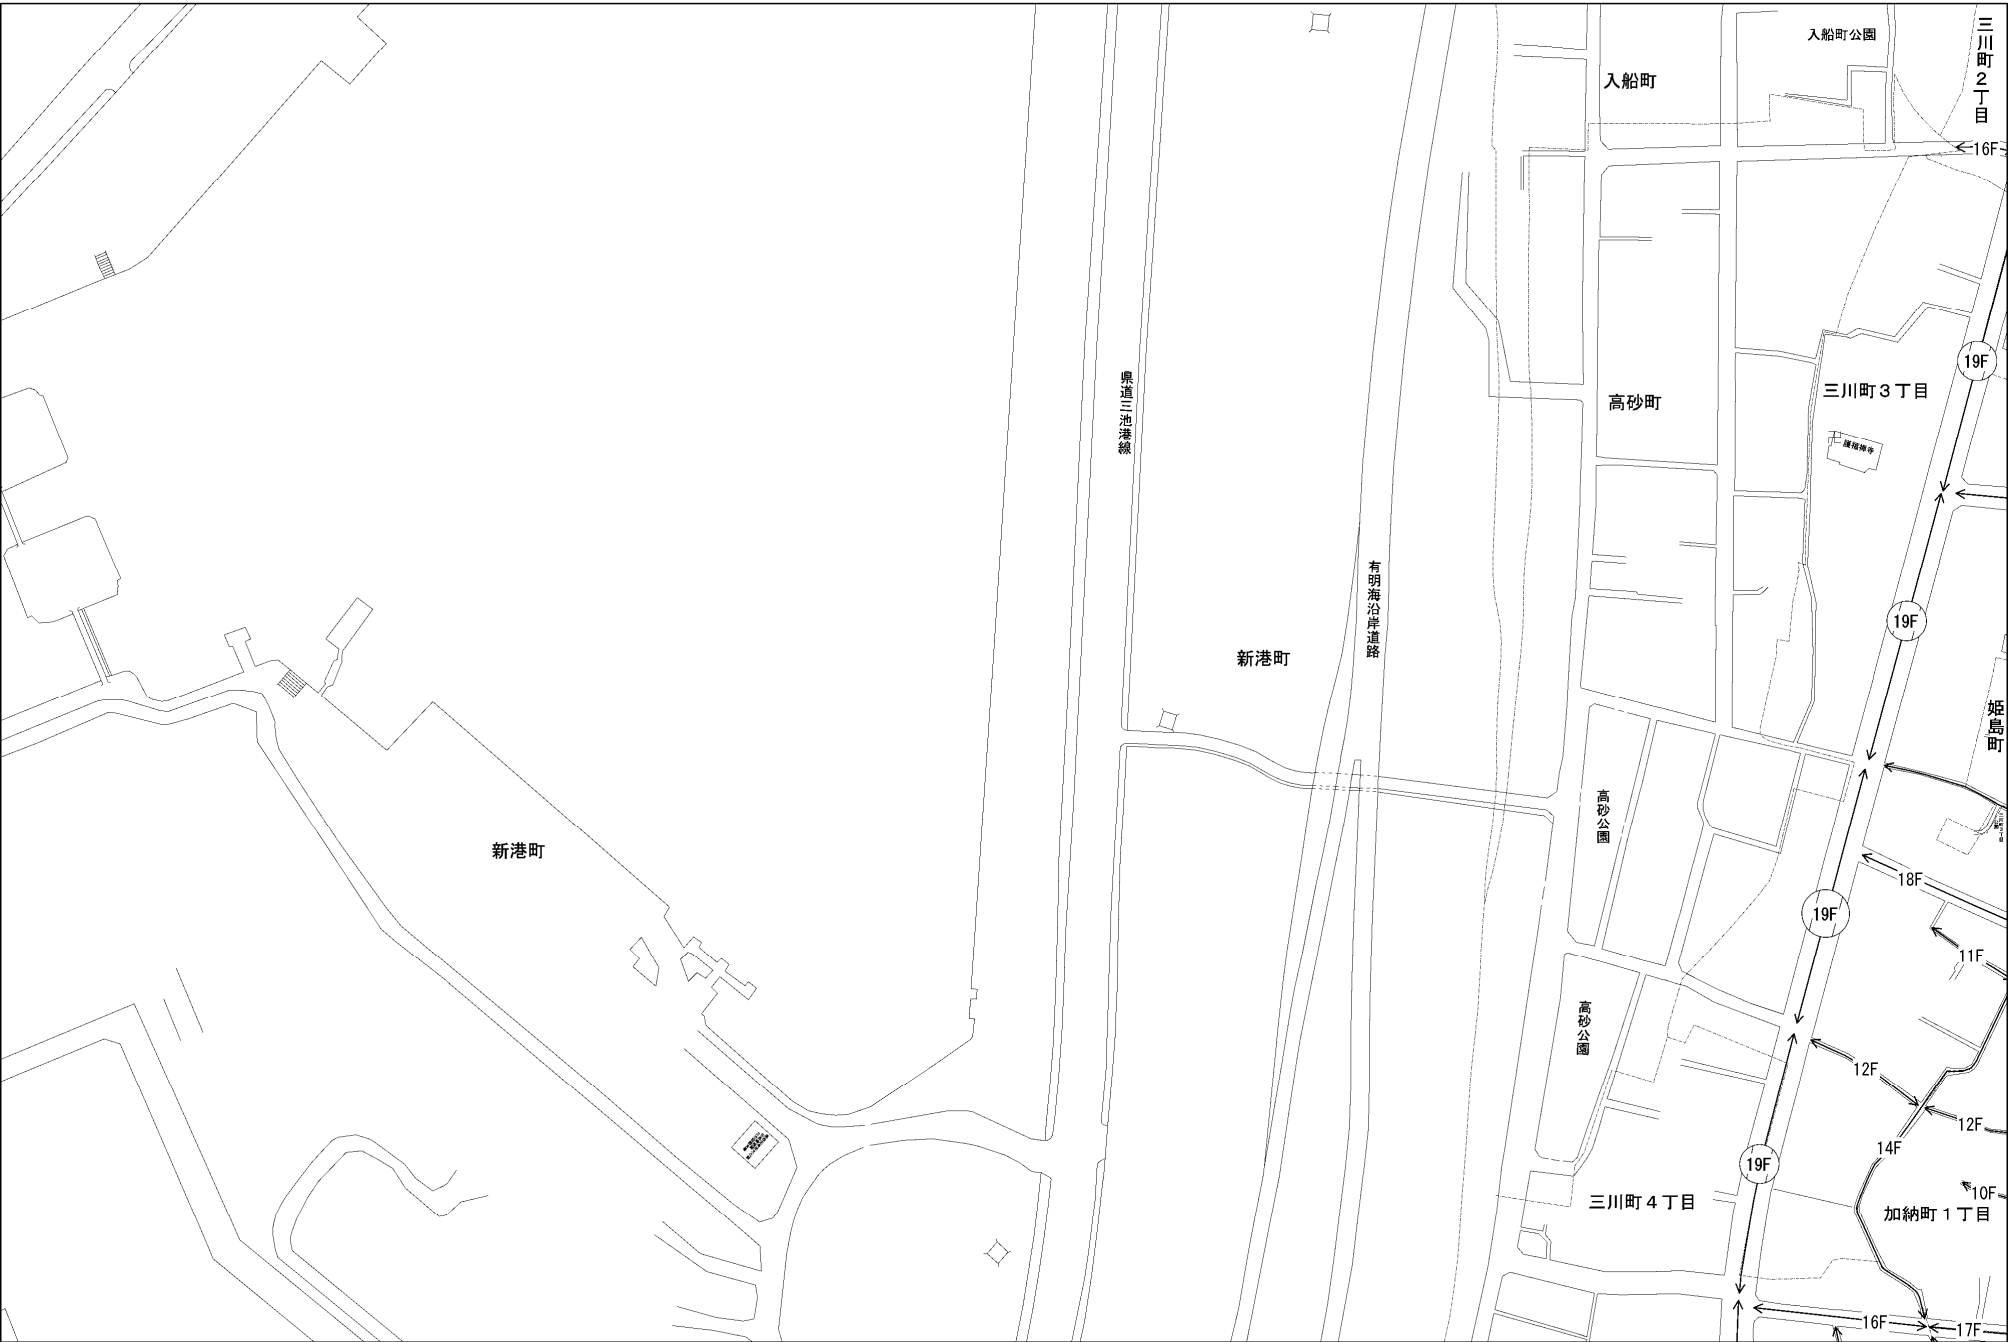 入船町公園
三川町２丁目
入船町
16F
19F
県道三池港線
三川町３丁目
高砂町
護福禅寺
有明海沿岸道路
19F
新港町
姫島町
高砂公園
新港町
18F
19F
11F
高砂公園
12F
12F
14F
19F
10F
三川町４丁目
加納町１丁目
16F
17F